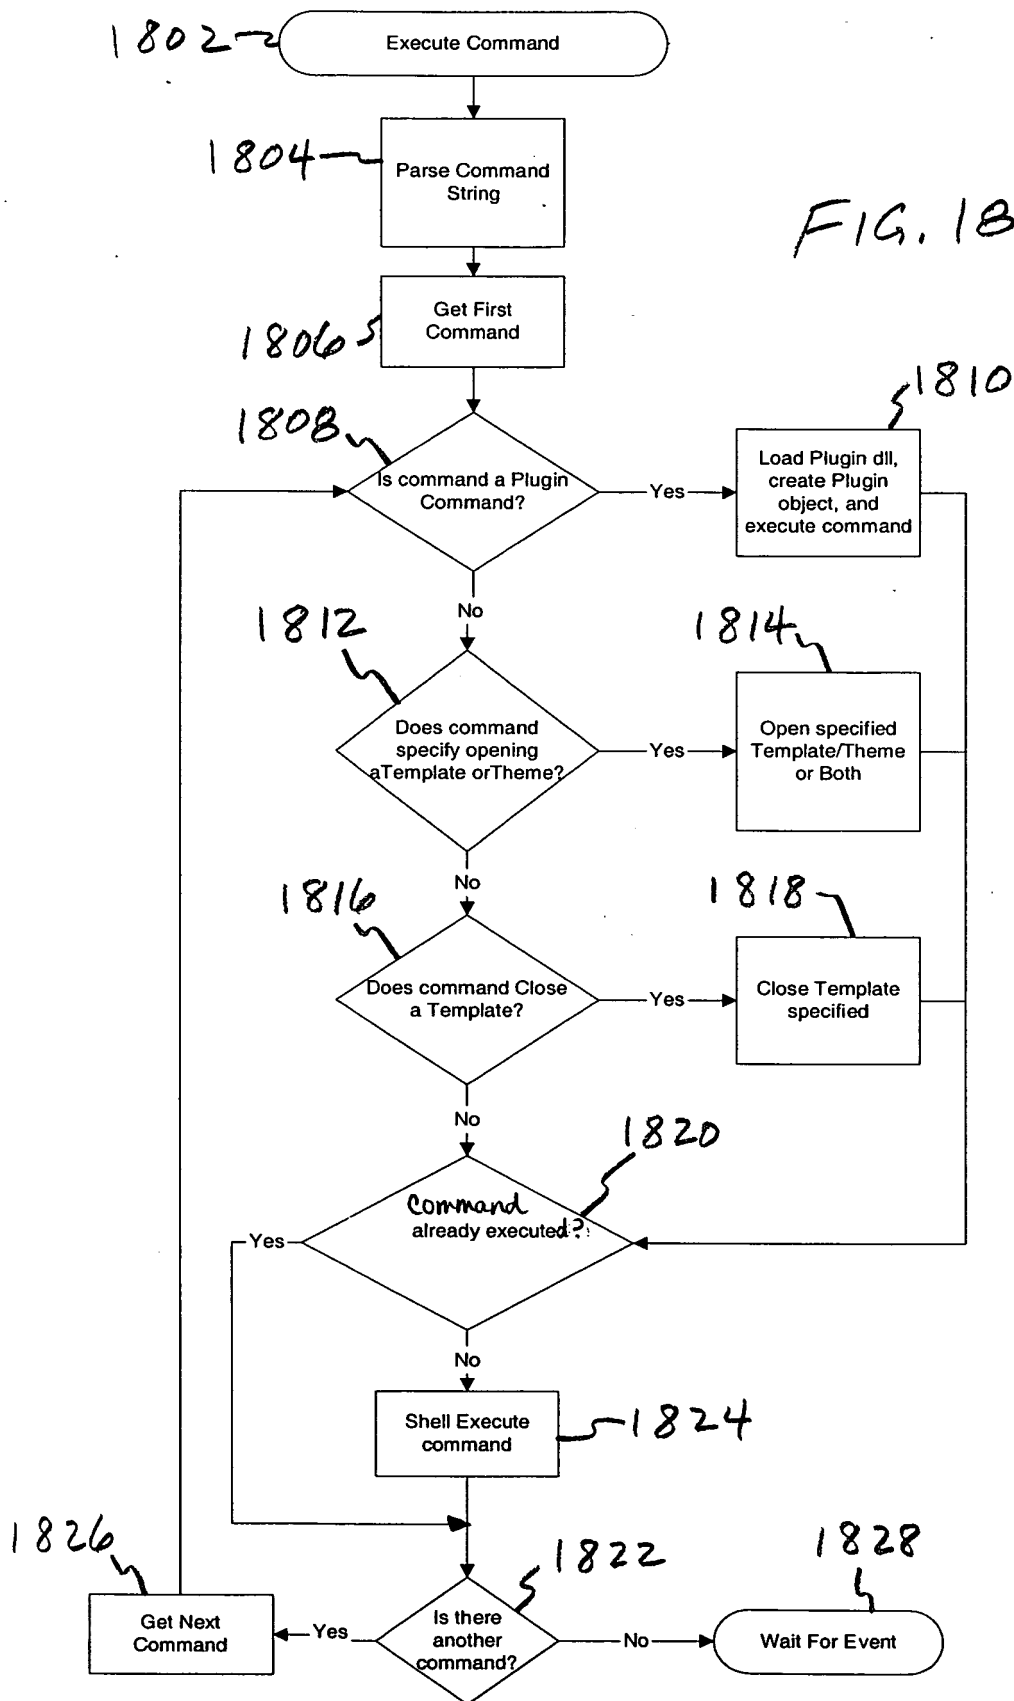 1802
Execute Command
1804
Parse Command
String
FIG. 18
Get First
Command
1806
1810
1808
Is command a Plugin
Command?
Yes
Load Plugin dll,
create Plugin
object, and
execute command
No
1812
1814
Does command
specify opening
aTemplate orTheme?
Yes
Open specified
Template/Theme
or Both
No
1816
1818
Does command Close
a Template?
Yes
Close Template
specified
No
1820
Command
already executed?
Yes
No
Shell Execute
command
1824
1826
1822
1828
Get Next
Command
Yes
Is there
another
command?
No
Wait For Event